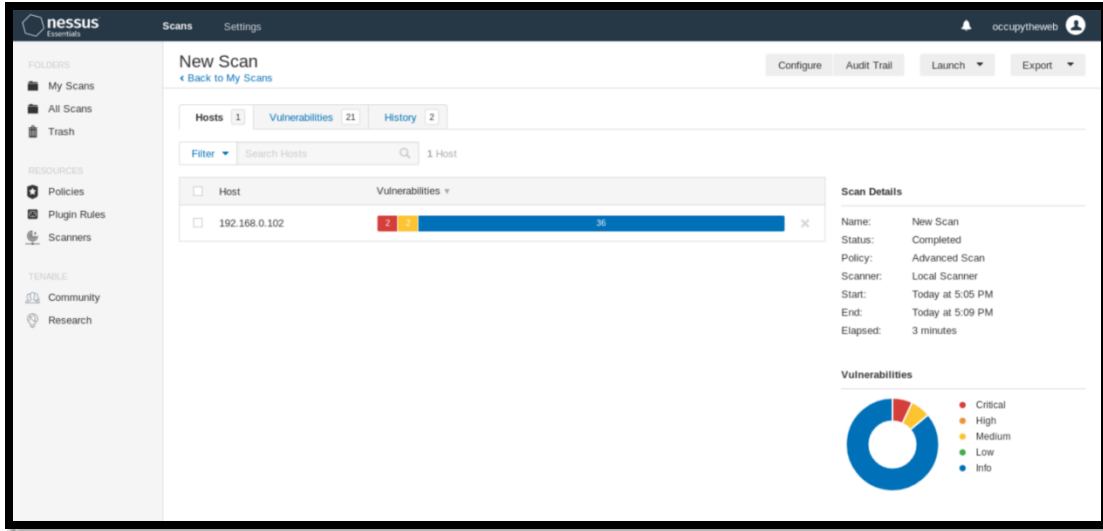 nessus
Essentials
Scans Settings
occupytheweb
FOLDERS
My Scans
All Scans
Trash
RESOURCES
Policies
Plugin Rules
Scanners
TENABLE
Community
Research
New Scan
Back to My Scans
Configure Audit Trail Launch Export
Hosts 1 Vulnerabilities 21 History 2
Filter Search Hosts 1 Host
Host Vulnerabilities
192.168.0.102 2 2 36
Scan Details
Name: New Scan
Status: Completed
Policy: Advanced Scan
Scanner: Local Scanner
Start: Today at 5:05 PM
End: Today at 5:09 PM
Elapsed: 3 minutes
Vulnerabilities
Critical
High
Medium
Low
Info